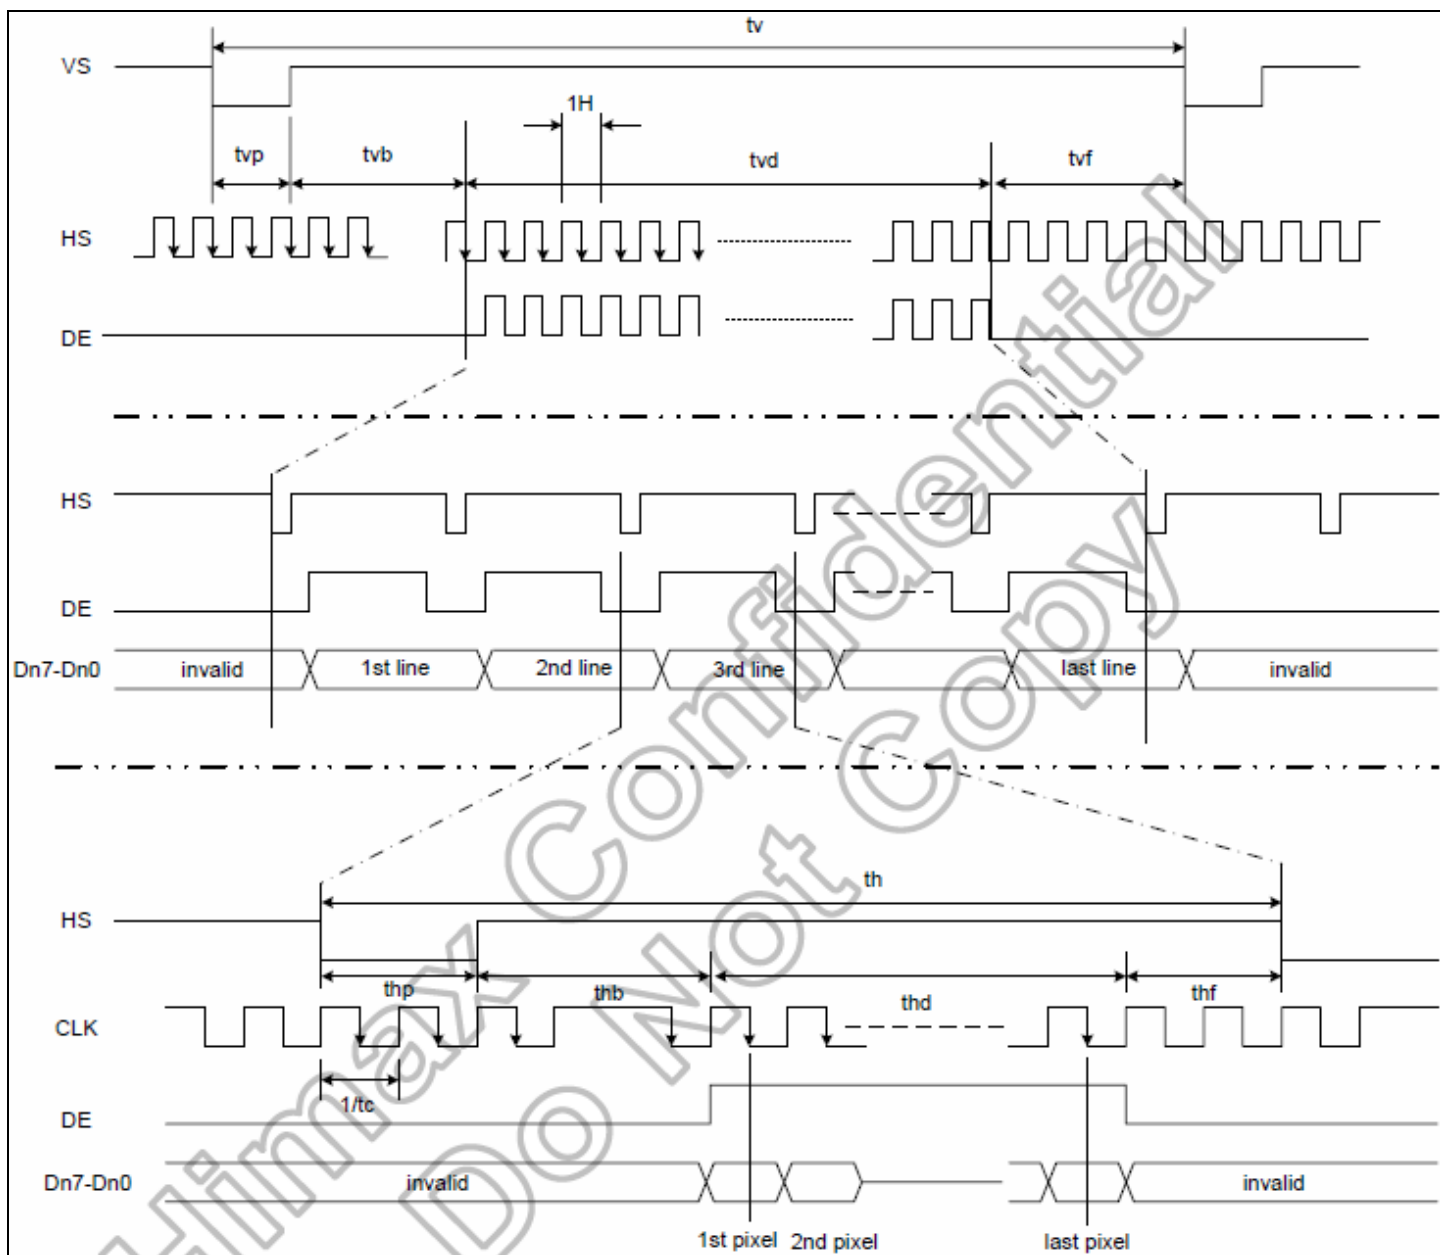 tv
VS
1H
tvp
tvb
tvd
tvf
HS
DE
HS
DE
Dn7-Dn0
invalid
1st line
2nd line
3rd line
last line
invalid
th
HS
thp
thb
thd
thf
CLK
1/tc
DE
Dn7-Dn0
invalid
invalid
1st pixel
2nd pixel
last pixel
Himax Confidential
Do Not Copy